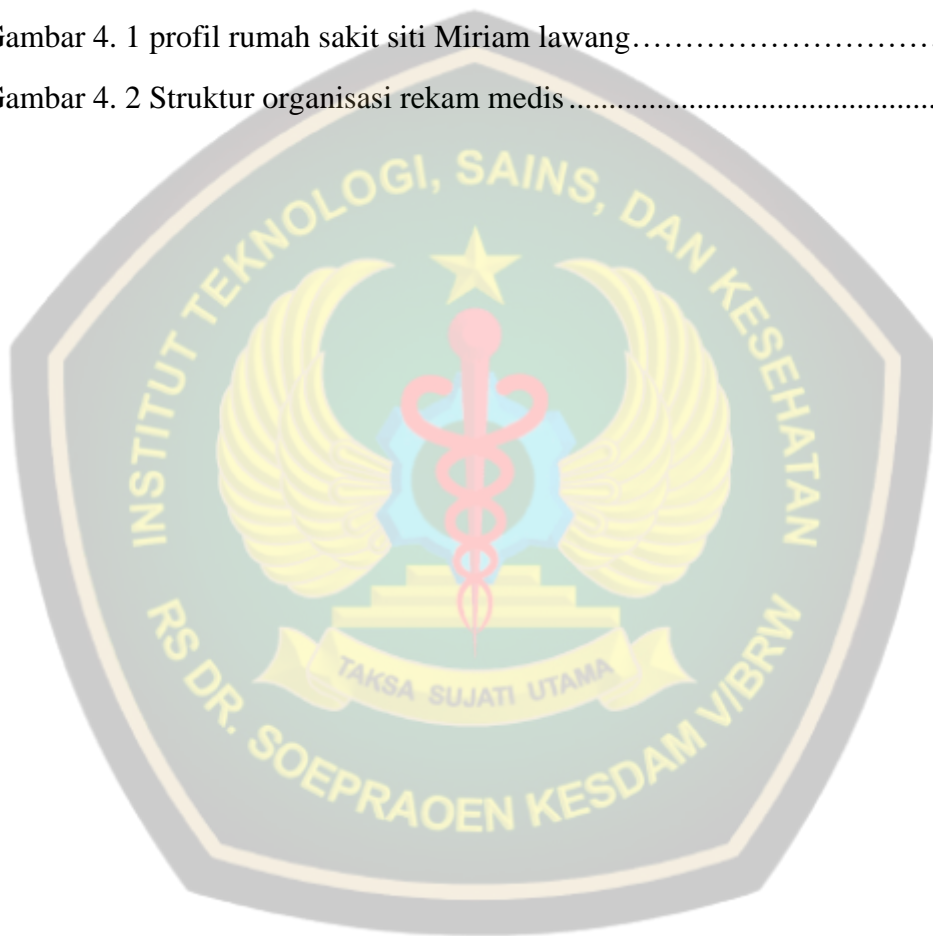 Gambar 4. 1 profil rumah sakit siti Miriam lawang……………………………
Gambar 4. 2 Struktur organisasi rekam medis...............................................
INSTITUT TEKNOLOGI, SAINS, DAN KESEHATAN
TAKSA SUJATI UTAMA
RS DR. SOEPRAOEN KESDAM V/BRW